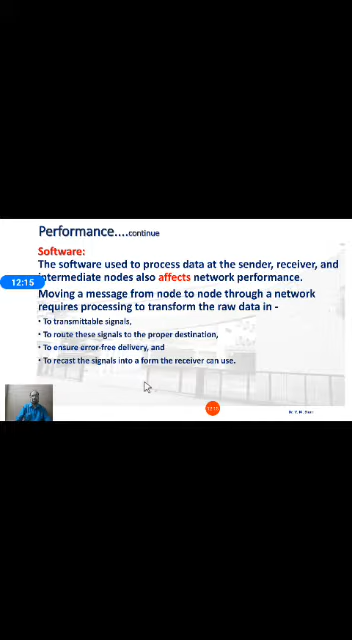 Performance....continue
Software:
The software used to process data at the sender, receiver, and
intermediate nodes also affects network performance.
12:15
Moving a message from node to node through a network
requires processing to transform the raw data in -
• To transmittable signals,
• To route these signals to the proper destination,
• To ensure error-free delivery, and
• To recast the signals into a form the receiver can use.